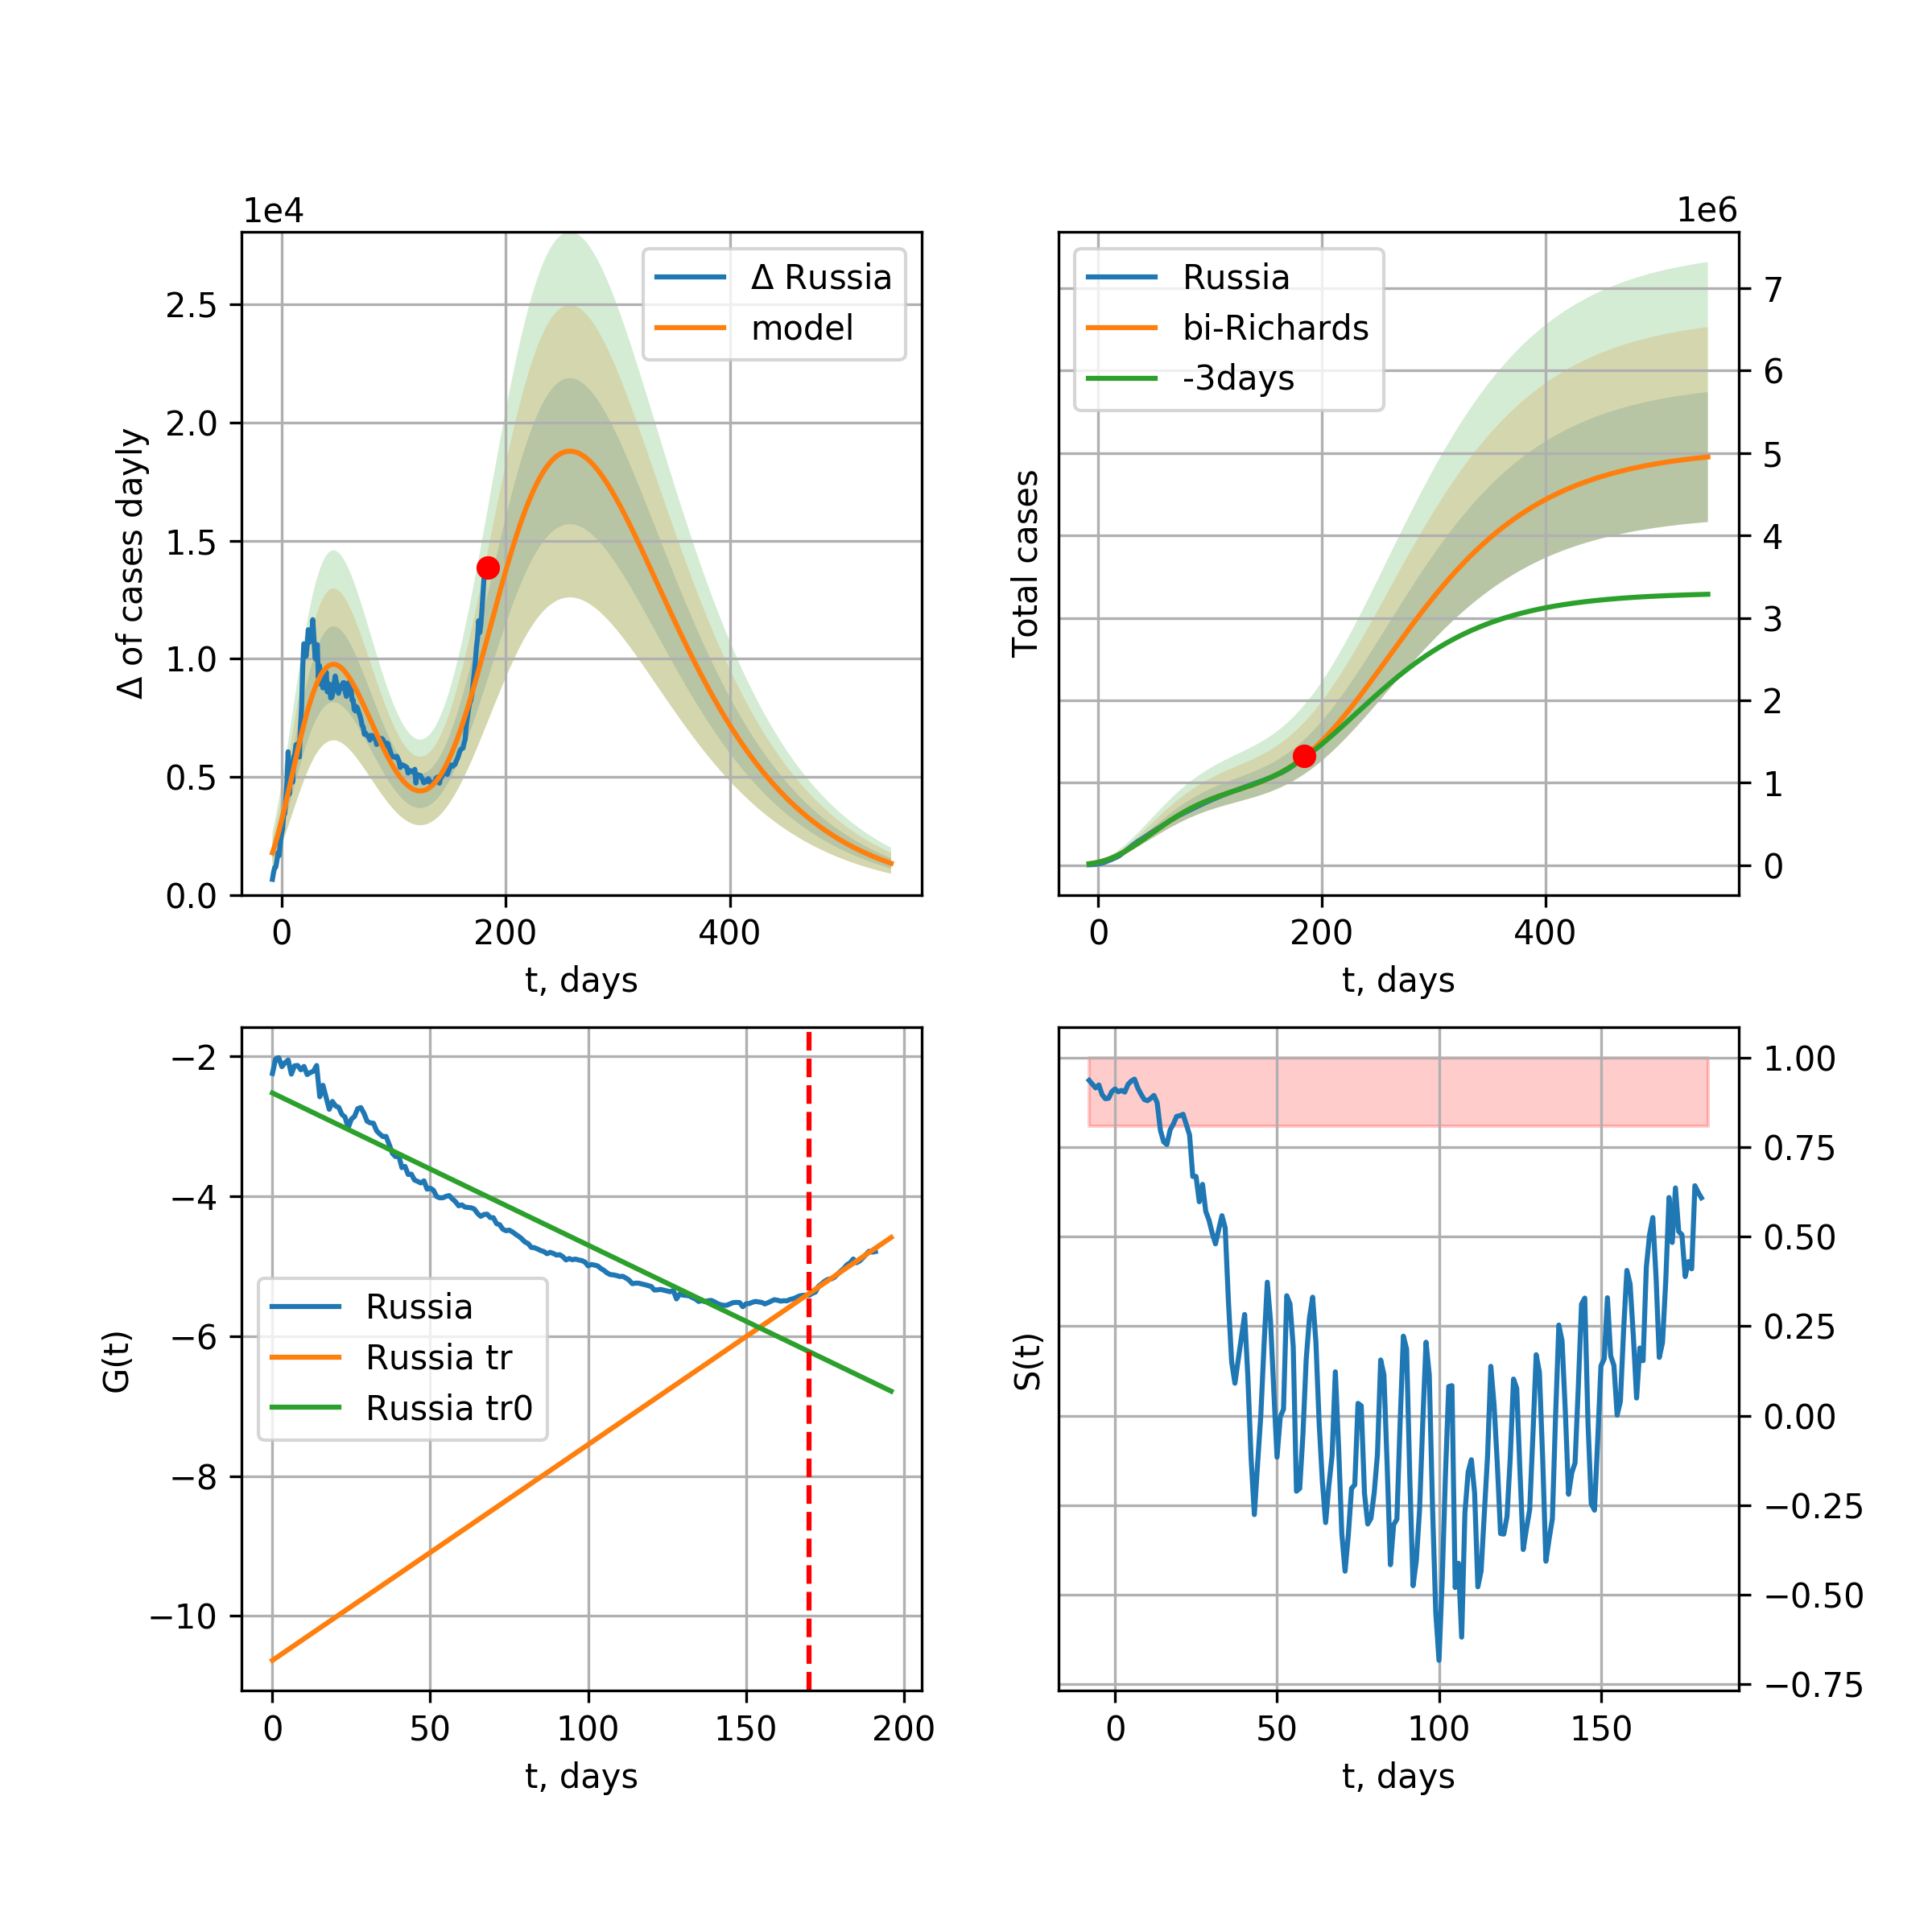 1e4
Δ of cases dayly
2.5
2.0
1.5
1.0
0.5
0.0
0 200 400
t, days
Δ Russia
model
1e6
Total cases
7
6
5
4
3
2
1
0
0 200 400
t, days
Russia
bi-Richards
-3days
G(t)
−2
−4
−6
−8
−10
0 50 100 150 200
t, days
Russia
Russia tr
Russia tr0
S(t)
1.00
0.75
0.50
0.25
0.00
−0.25
−0.50
−0.75
0 50 100 150
t, days